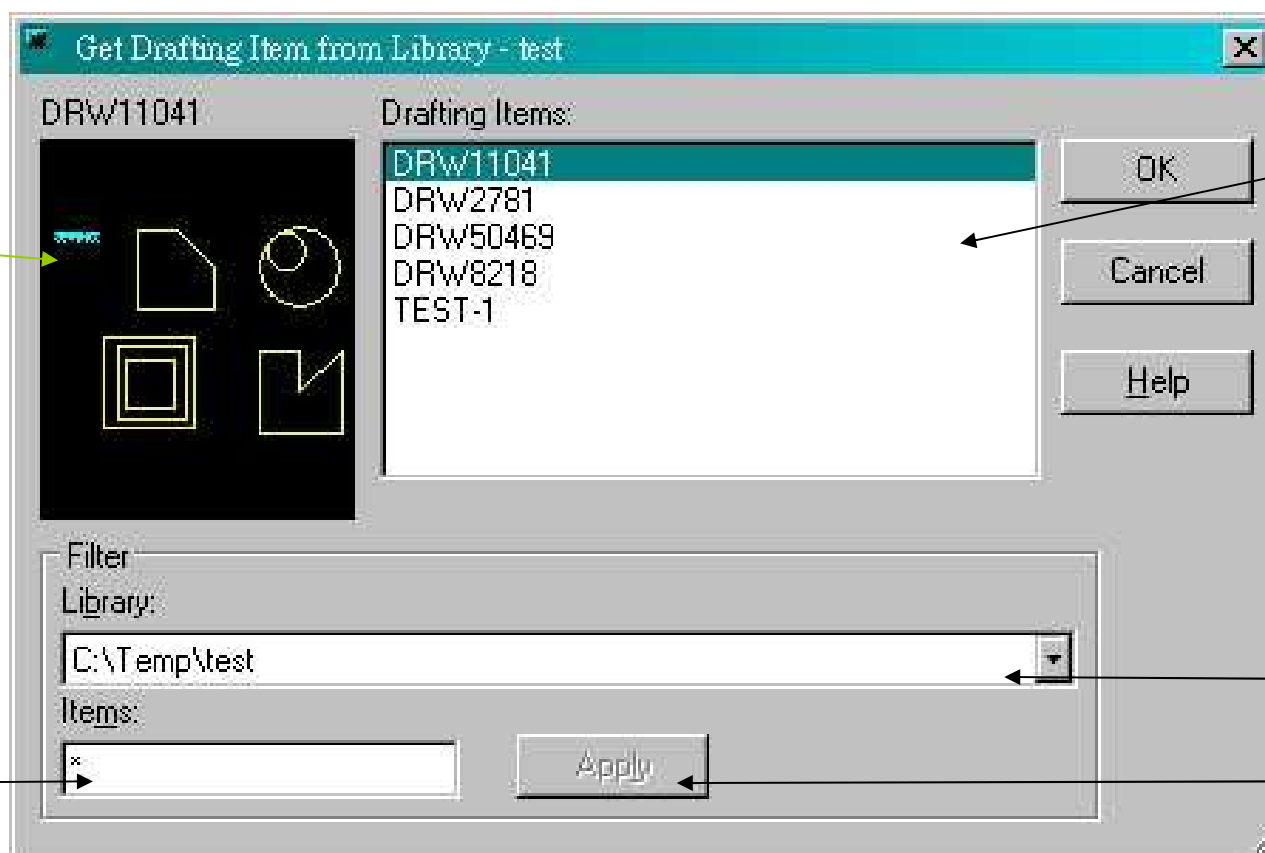 Get Drafting Item from Library - test
DRW11041
Drafting Items:
DRW11041
DRW2781
DRW50469
DRW8218
TEST-1
OK
Cancel
Help
Filter
Library:
C:\Temp\test
Items:
*
Apply